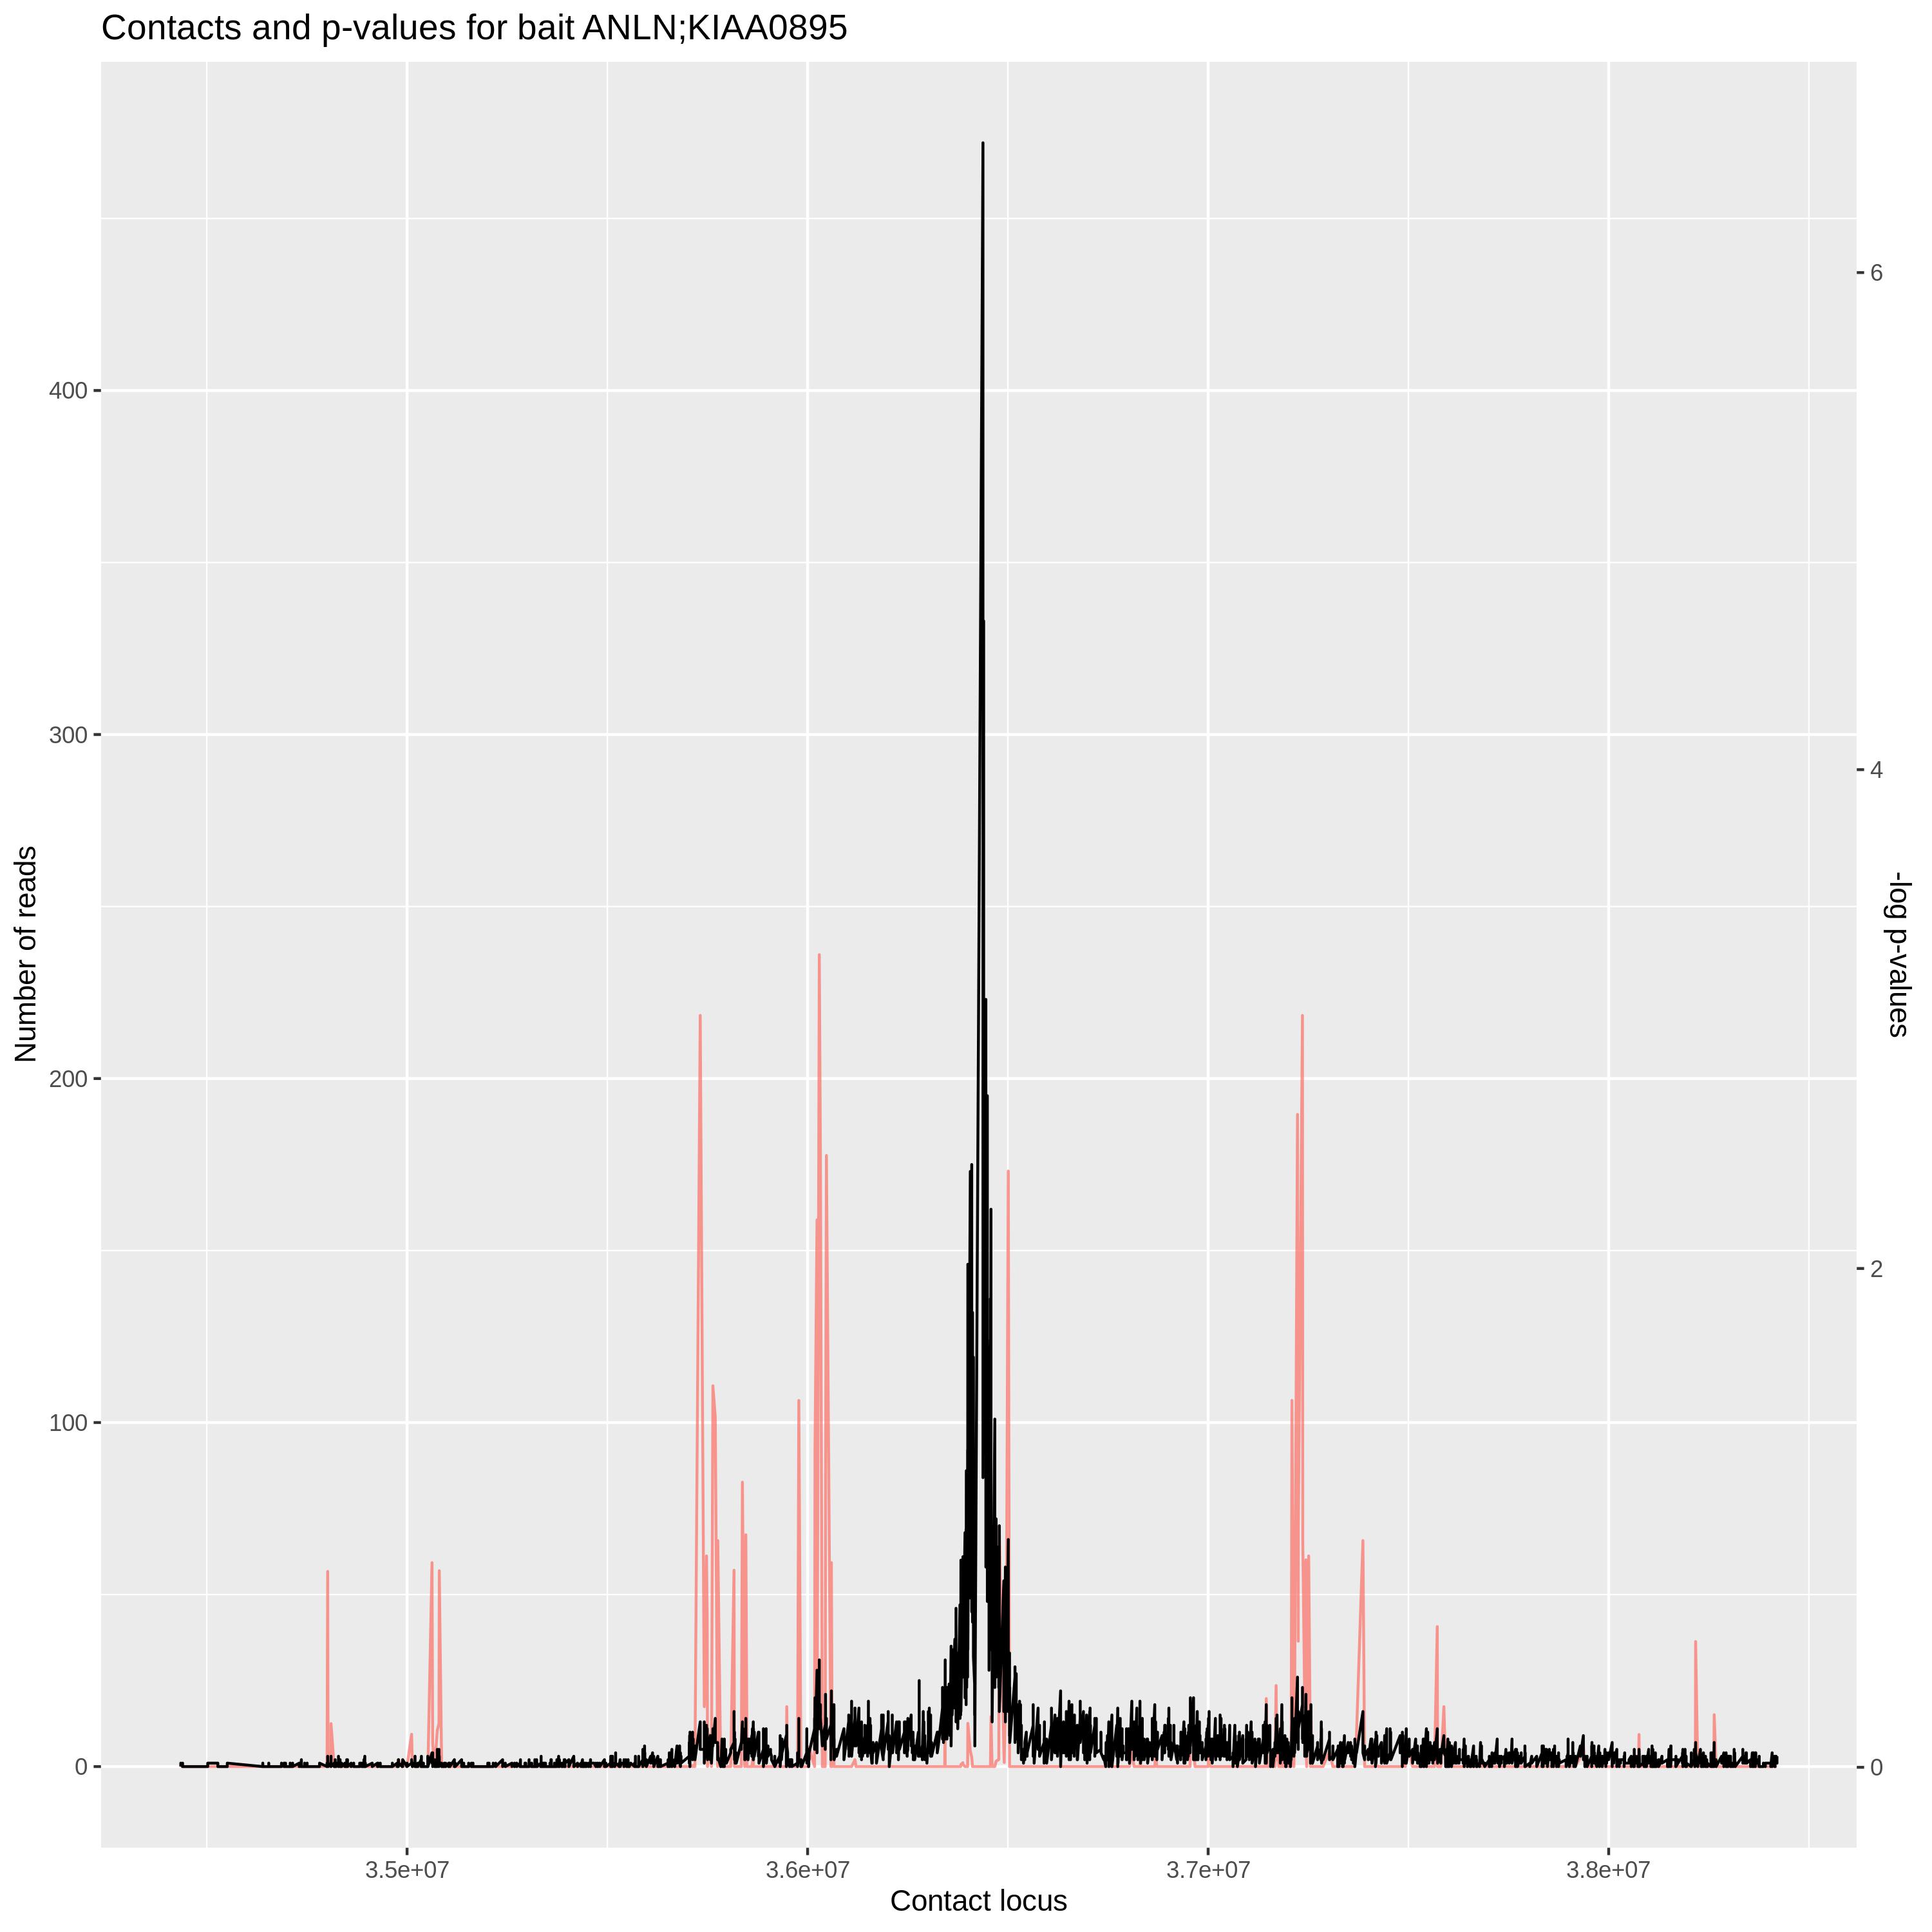 Contacts and p-values for bait ANLN;KIAA0895
Number of reads
400
300
200
100
0
6
4
2
0
-log p-values
3.5e+07
3.6e+07
3.7e+07
3.8e+07
Contact locus